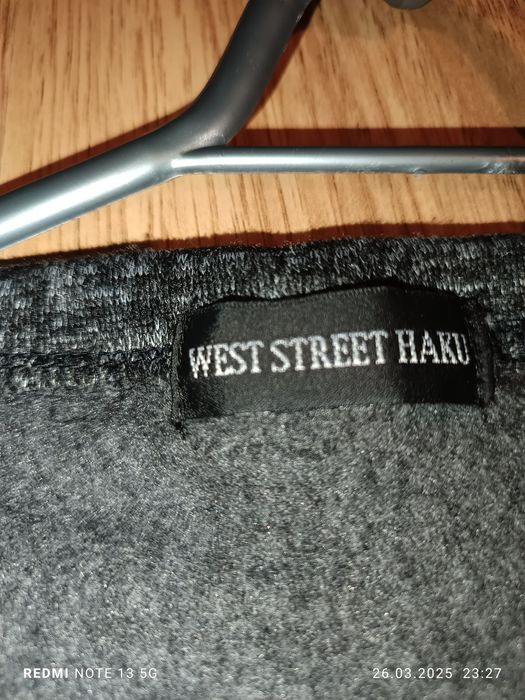 WEST STREET HAKU
REDMI NOTE 13 5G
26.03.2025 23:27